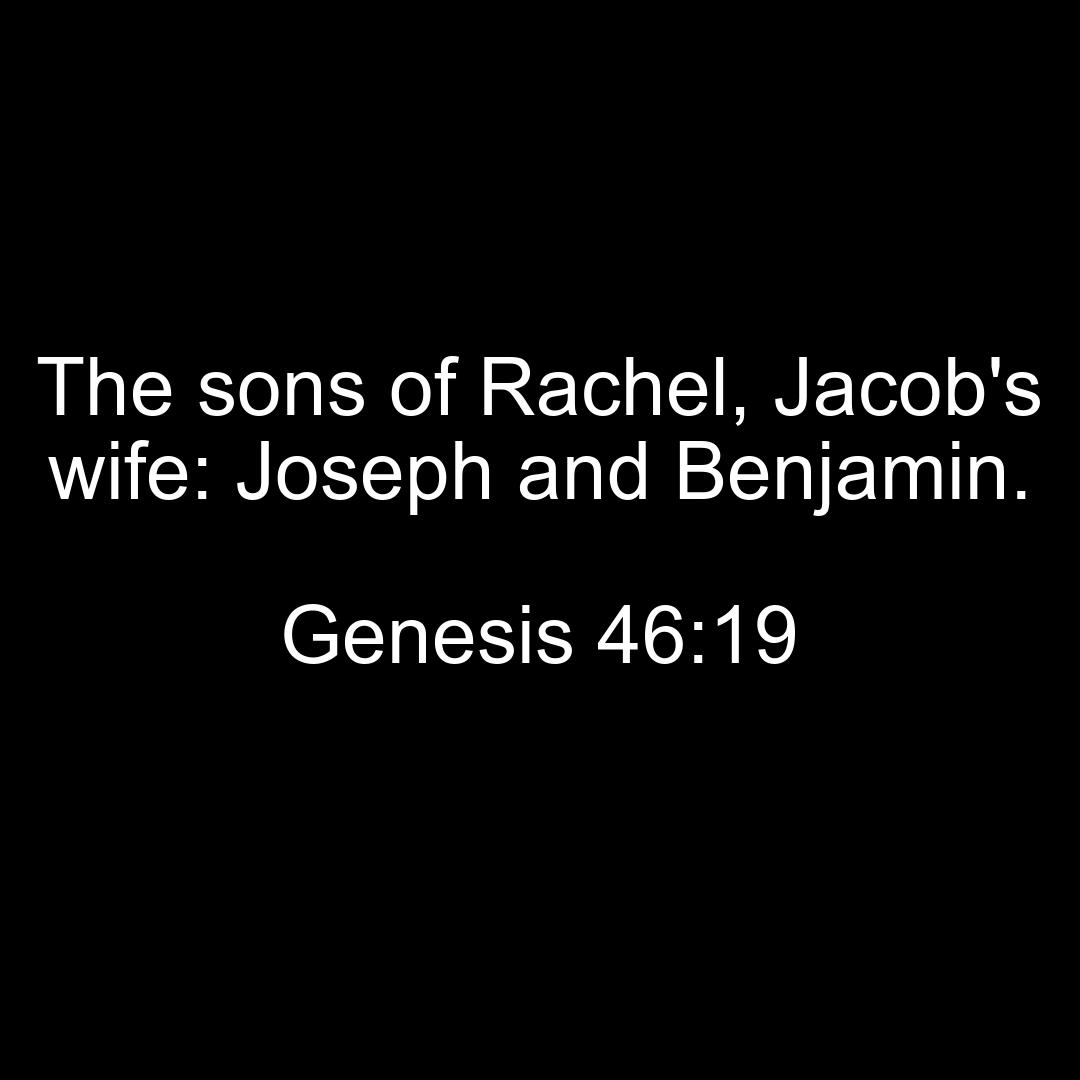 The sons of Rachel, Jacob's
wife: Joseph and Benjamin.
Genesis 46:19